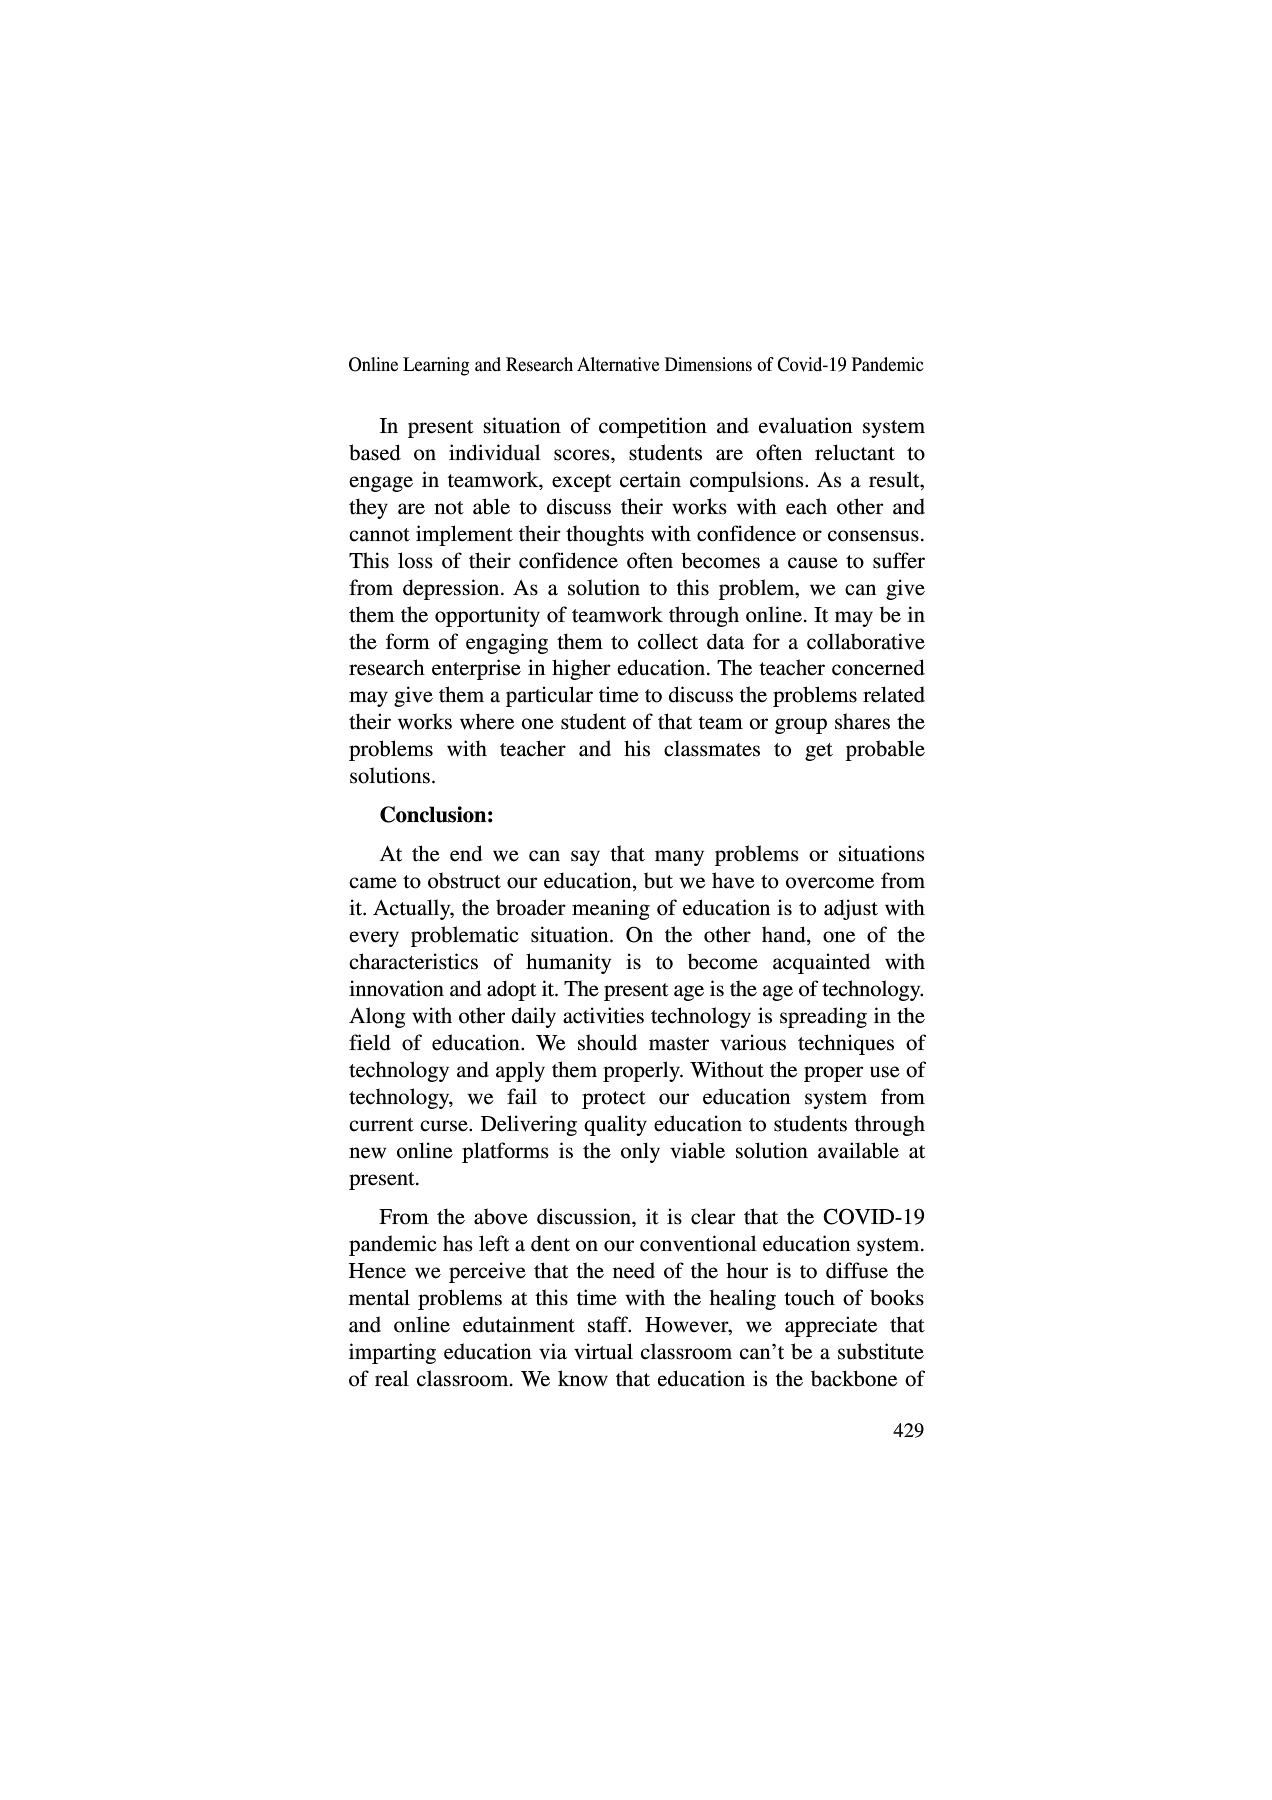 Online Learning and Research Alternative Dimensions of Covid-19 Pandemic
In present situation of competition and evaluation system
based on individual scores, students are often reluctant to
engage in teamwork, except certain compulsions. As a result,
they are not able to discuss their works with each other and
cannot implement their thoughts with confidence or consensus.
This loss of their confidence often becomes a cause to suffer
from depression. As a solution to this problem, we can give
them the opportunity of teamwork through online. It may be in
the form of engaging them to collect data for a collaborative
research enterprise in higher education. The teacher concerned
may give them a particular time to discuss the problems related
their works where one student of that team or group shares the
problems with teacher and his classmates to get probable
solutions.
Conclusion:
At the end we can say that many problems or situations
came to obstruct our education, but we have to overcome from
it. Actually, the broader meaning of education is to adjust with
every problematic situation. On the other hand, one of the
characteristics of humanity is to become acquainted with
innovation and adopt it. The present age is the age of technology.
Along with other daily activities technology is spreading in the
field of education. We should master various techniques of
technology and apply them properly. Without the proper use of
technology, we fail to protect our education system from
current curse. Delivering quality education to students through
new online platforms is the only viable solution available at
present.
From the above discussion, it is clear that the COVID-19
pandemic has left a dent on our conventional education system.
Hence we perceive that the need of the hour is to diffuse the
mental problems at this time with the healing touch of books
and online edutainment staff. However, we appreciate that
imparting education via virtual classroom can’t be a substitute
of real classroom. We know that education is the backbone of
429